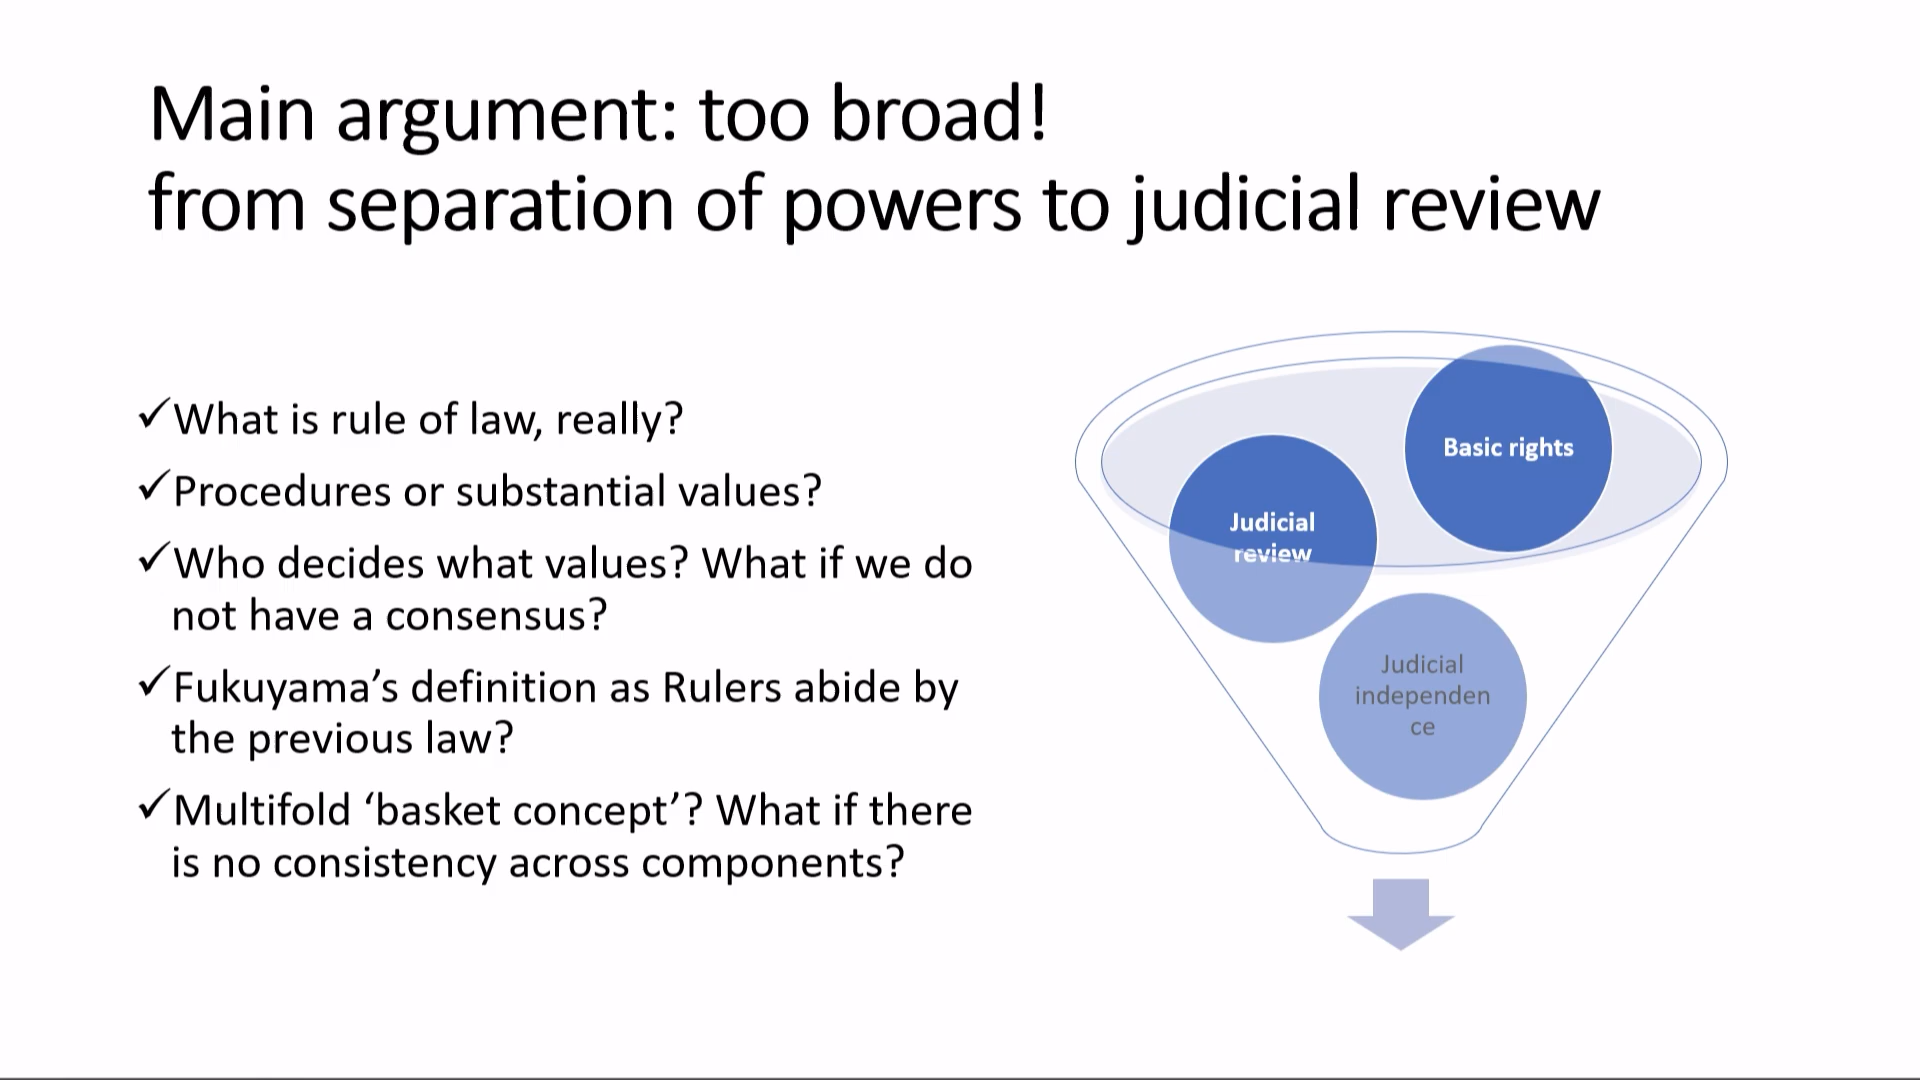 Main argument: too broad!
from separation of powers to judicial review
✓What is rule of law, really?
✓Procedures or substantial values?
✓Who decides what values? What if we do
not have a consensus?
✓Fukuyama’s definition as Rulers abide by
the previous law?
✓Multifold ‘basket concept’? What if there
is no consistency across components?
Basic rights
Judicial
review
Judicial
independen
ce